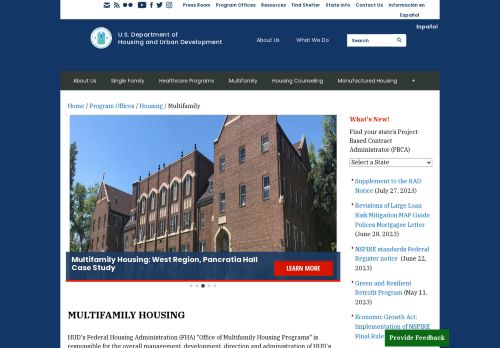 Press Room Program Offices Resources Find Shelter State Info Contact Us Información en Español
Español
U.S. Department of
Housing and Urban Development
About Us What We Do
Search
About Us Single Family Healthcare Programs Multifamily Housing Counseling Manufactured Housing +
Home / Program Offices / Housing / Multifamily
Multifamily Housing: West Region, Pancratia Hall
Case Study
LEARN MORE
MULTIFAMILY HOUSING
HUD's Federal Housing Administration (FHA) "Office of Multifamily Housing Programs" is
responsible for the overall management, development, direction and administration of HUD's
What's New!
Find your state's Project-
Based Contract
Administrator (PBCA)
Select a State
Supplement to the RAD
Notice (July 27, 2023)
Revisions of Large Loan
Risk Mitigation MAP Guide
Polices Mortgagee Letter
(June 28, 2023)
NSPIRE standards Federal
Register notice (June 22,
2023)
Green and Resilient
Retrofit Program (May 11,
2023)
Economic Growth Act:
Implementation of NSPIRE
Final Rule
Provide Feedback